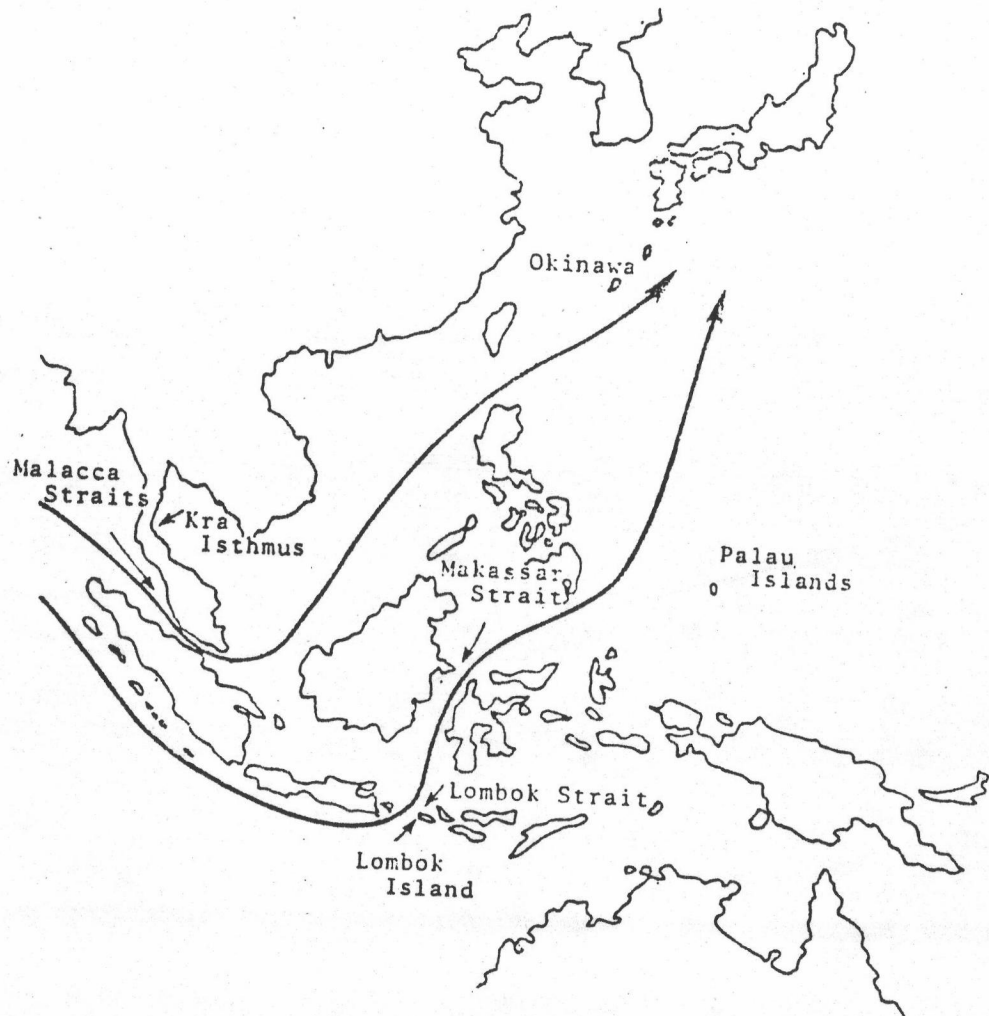 Okinawa
Malacca
Straits
Kra
Isthmus
Makassar
Strait
Palau
Islands
Lombok Strait
Lombok
Island